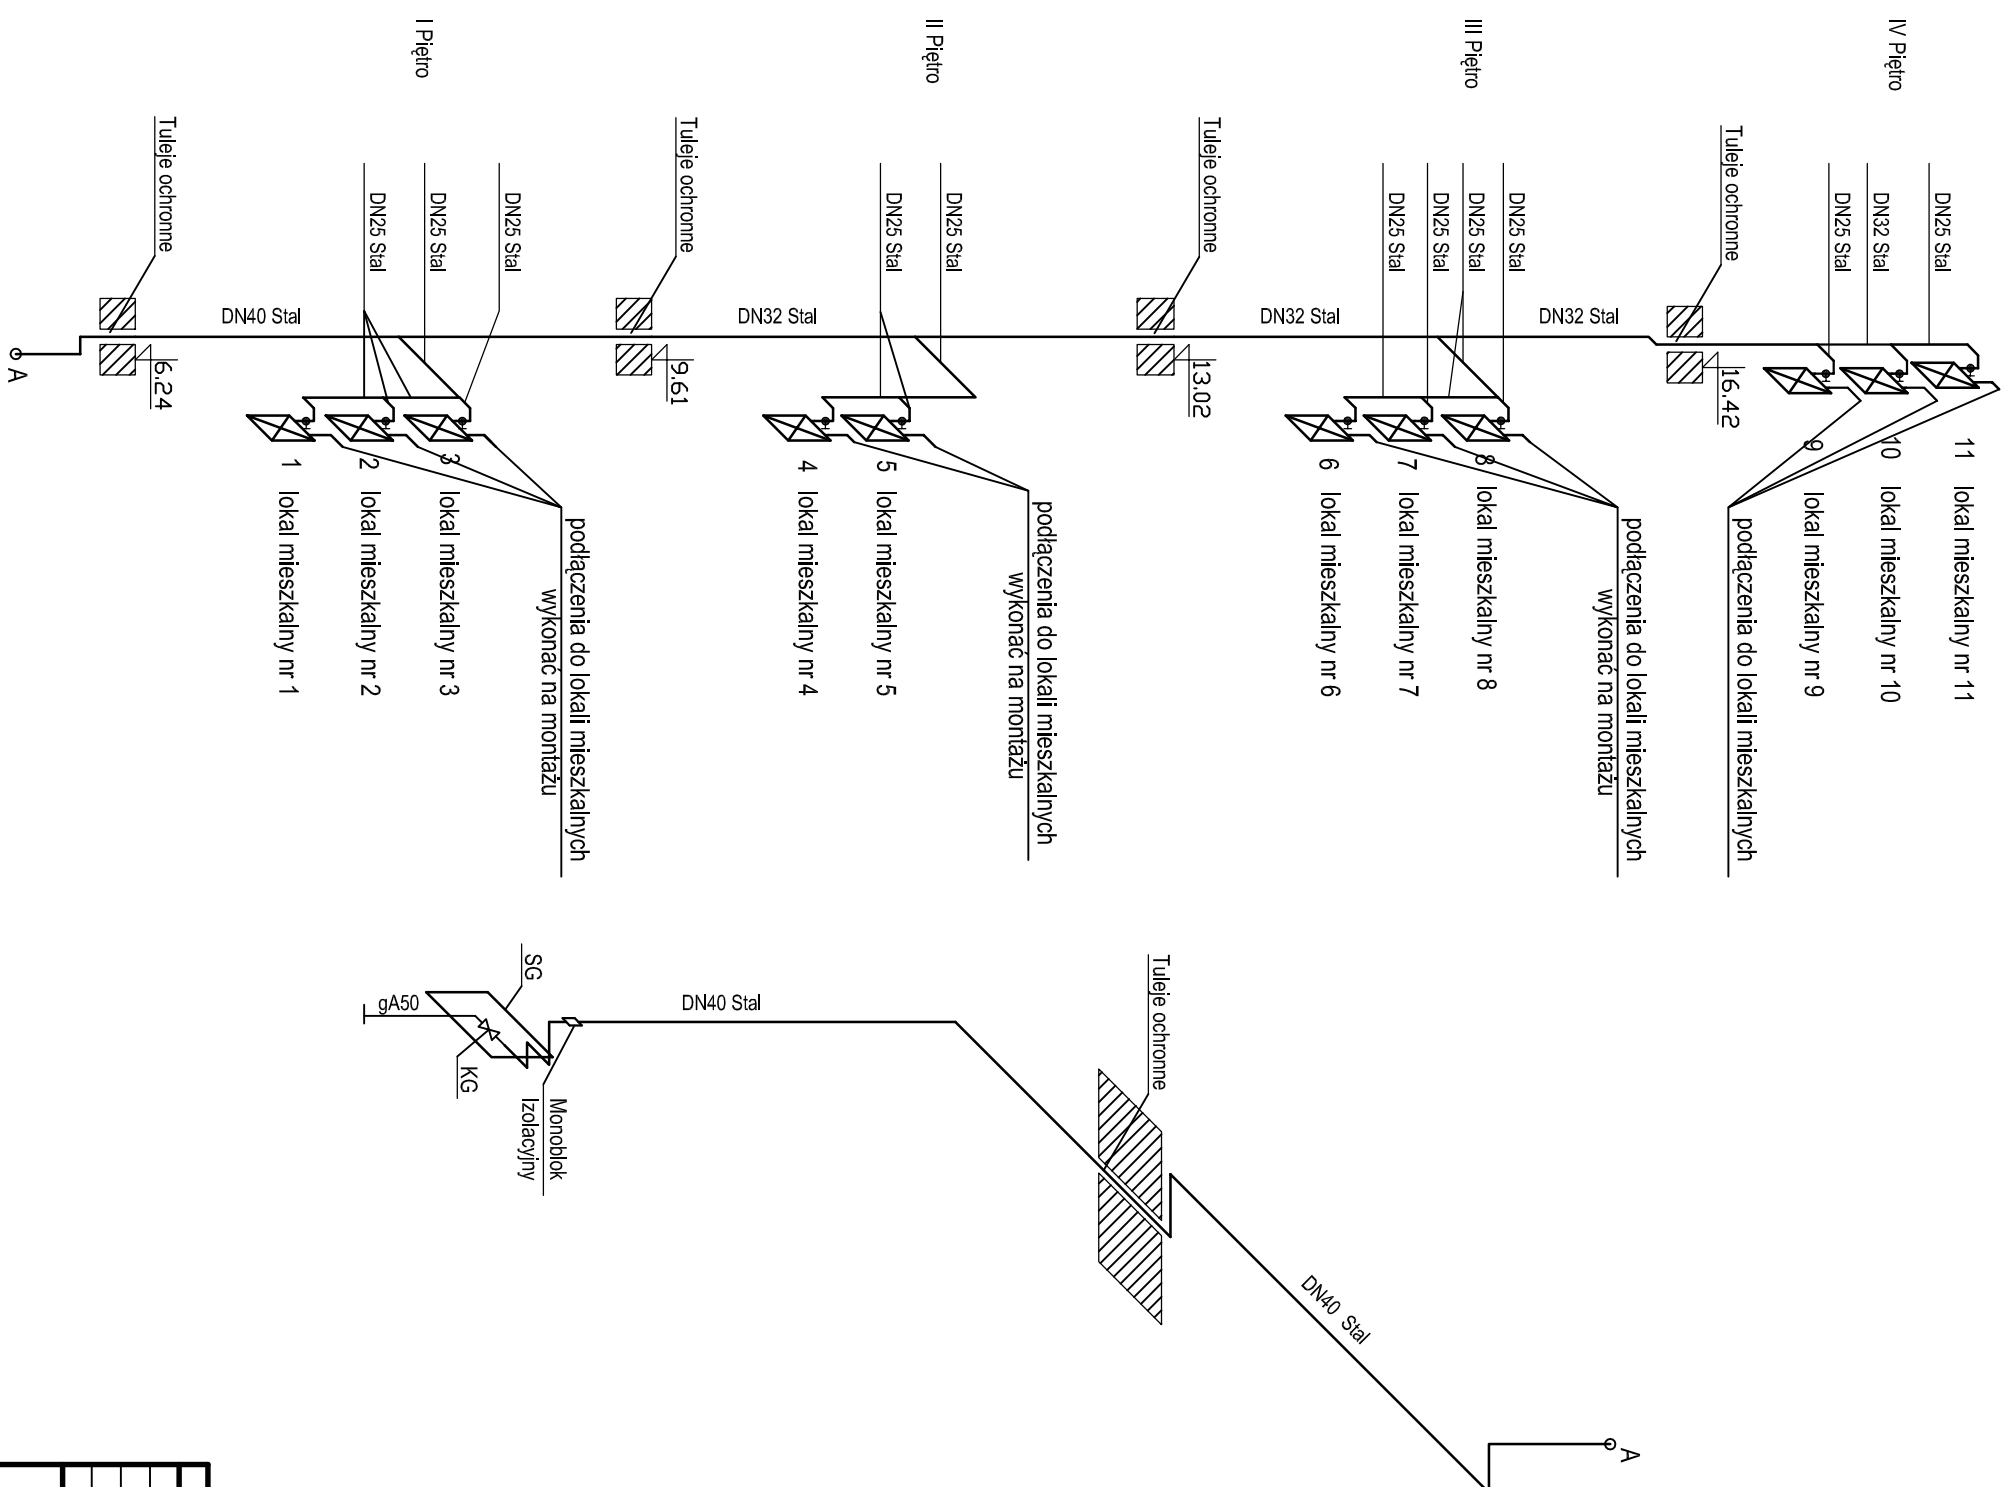 IV Piętro
III Piętro
II Piętro
I Piętro
DN25 Stal
DN32 Stal
DN25 Stal
Tuleje ochronne
16.42
11
10
9
lokal mieszkalny nr 11
lokal mieszkalny nr 10
lokal mieszkalny nr 9
podłączenia do lokali mieszkalnych
DN32 Stal
DN25 Stal
DN25 Stal
DN25 Stal
DN25 Stal
8
7
6
lokal mieszkalny nr 8
lokal mieszkalny nr 7
lokal mieszkalny nr 6
podłączenia do lokali mieszkalnych
wykonać na montażu
DN32 Stal
Tuleje ochronne
13.02
DN25 Stal
DN25 Stal
DN32 Stal
5
4
lokal mieszkalny nr 5
lokal mieszkalny nr 4
podłączenia do lokali mieszkalnych
wykonać na montażu
Tuleje ochronne
9.61
DN25 Stal
DN25 Stal
DN25 Stal
DN40 Stal
3
2
1
lokal mieszkalny nr 3
lokal mieszkalny nr 2
lokal mieszkalny nr 1
podłączenia do lokali mieszkalnych
wykonać na montażu
Tuleje ochronne
6.24
A
SG
gA50
KG
Monoblok
Izolacyjny
DN40 Stal
Tuleje ochronne
DN40 Stal
A